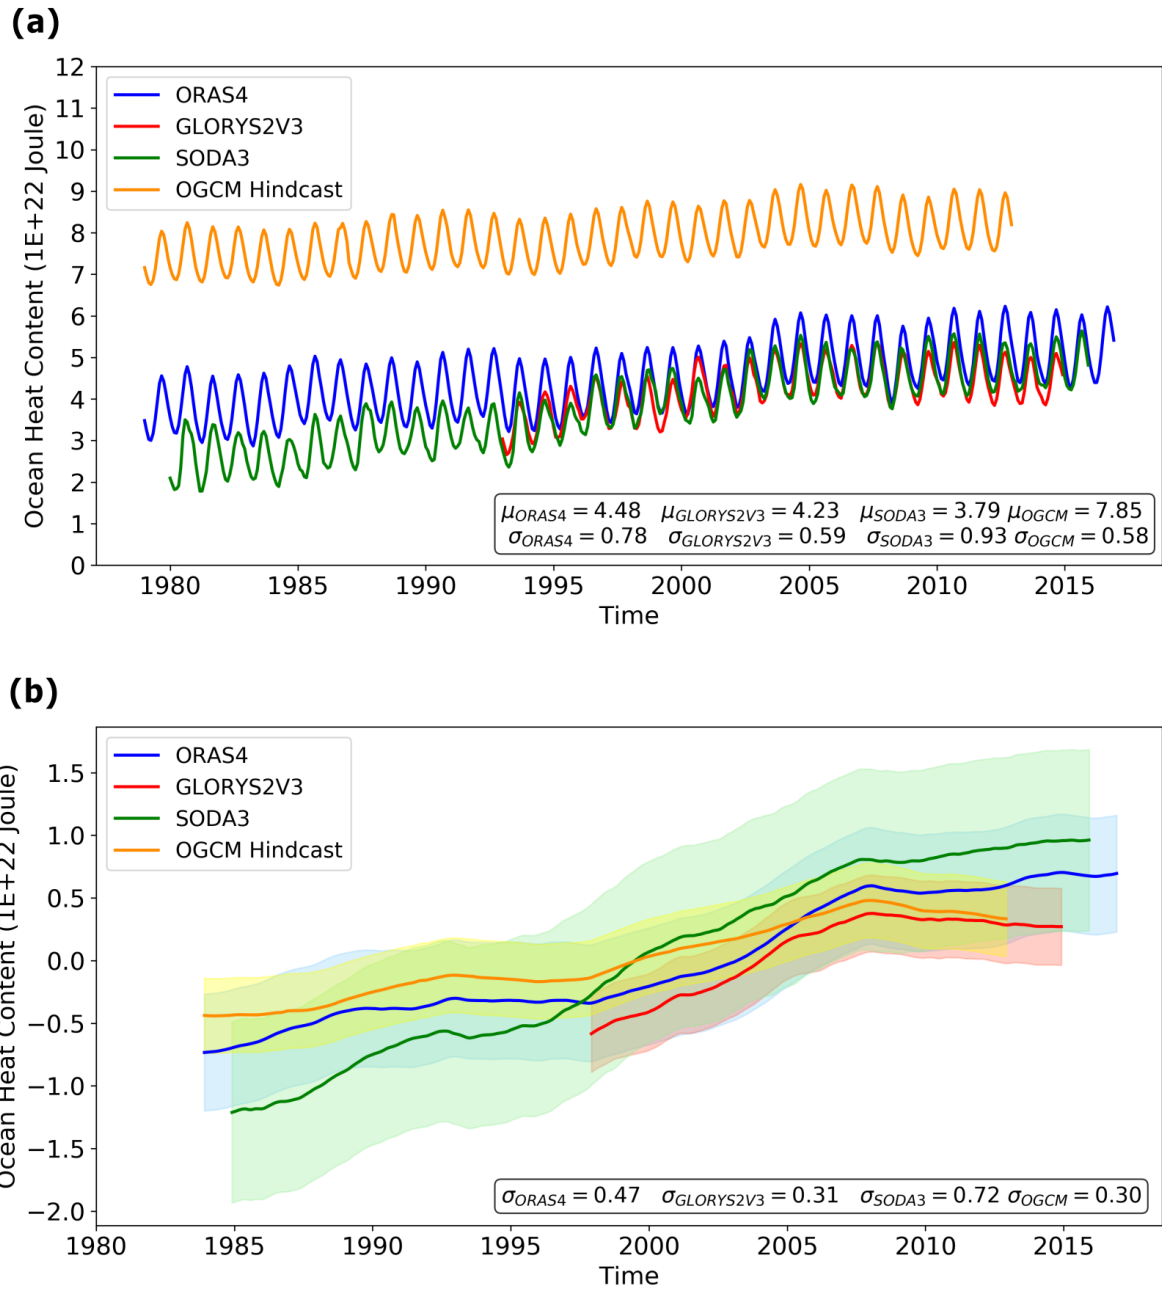 (a)
Ocean Heat Content (1E+22 Joule)
12
11
10
9
8
7
6
5
4
3
2
1
0
ORAS4
GLORYS2V3
SODA3
OGCM Hindcast
μORAS4 = 4.48 μGLORYS2V3 = 4.23 μSODA3 = 3.79 μOGCM = 7.85
σORAS4 = 0.78 σGLORYS2V3 = 0.59 σSODA3 = 0.93 σOGCM = 0.58
1980 1985 1990 1995 2000 2005 2010 2015
Time
(b)
Ocean Heat Content (1E+22 Joule)
1.5
1.0
0.5
0.0
−0.5
−1.0
−1.5
−2.0
ORAS4
GLORYS2V3
SODA3
OGCM Hindcast
σORAS4 = 0.47 σGLORYS2V3 = 0.31 σSODA3 = 0.72 σOGCM = 0.30
1980 1985 1990 1995 2000 2005 2010 2015
Time